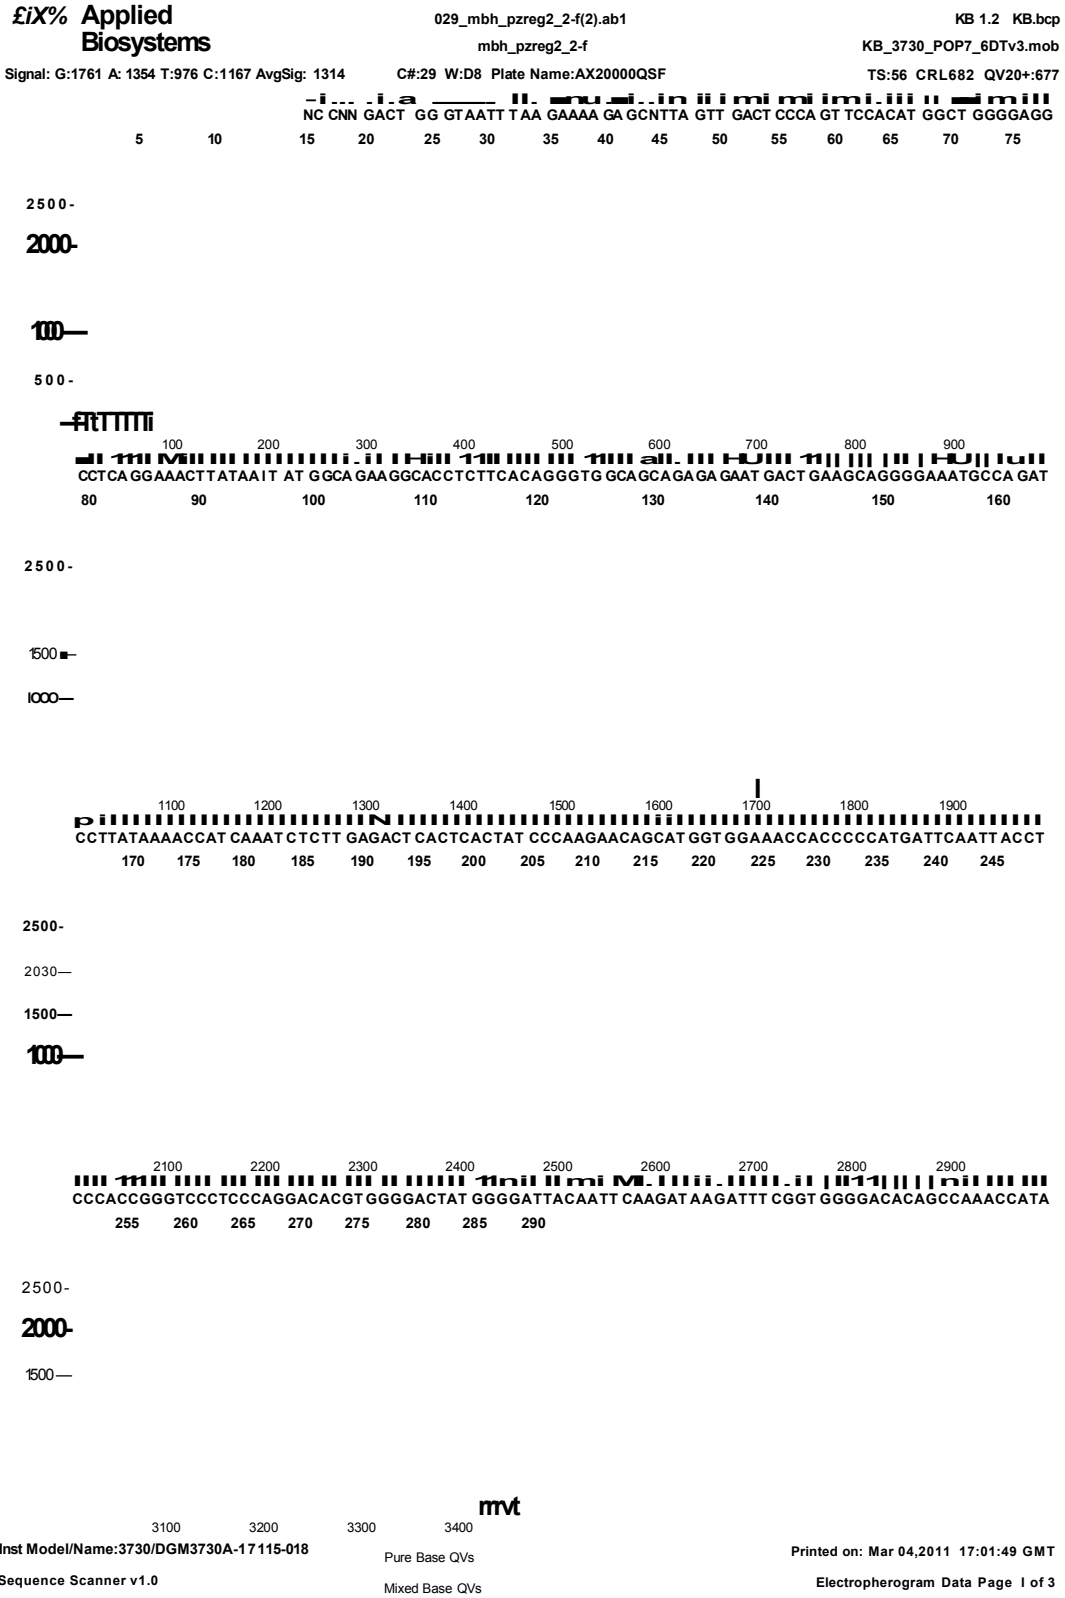 £iX% Applied
Biosystems
029_mbh_pzreg2_2-f(2).ab1
mbh_pzreg2_2-f
KB 1.2 KB.bcp
KB_3730_POP7_6DTv3.mob
Signal: G:1761 A: 1354 T:976 C:1167 AvgSig: 1314 C#:29 W:D8 Plate Name:AX20000QSF TS:56 CRL682 QV20+:677
NC CNN GACT GG GTAATT TAA GAAAA GA GCNTTA GTT GACT CCCA GT TCCACAT GGCT GGGGAGG
5 10 15 20 25 30 35 40 45 50 55 60 65 70 75
2500-
2000-
1000—
500-
100 200 300 400 500 600 700 800 900
CCTCA GGAAACTTATAAIT AT GGCA GAAGGCACCTCTTCACAGGGTG GCAGCAGAGAGAAT GACT GAAGCAGGGGAAATGCCA GAT
80 90 100 110 120 130 140 150 160
2500-
1500 —
1000—
1100 1200 1300 1400 1500 1600 1700 1800 1900
CCTTATAAAACCAT CAAAT CTCTT GAGACT CACTCACTAT CCCAAGAACAGCATGGTGGAAACCACCCCCATGATTCAATTACCT
170 175 180 185 190 195 200 205 210 215 220 225 230 235 240 245
2500-
2030—
1500—
1000—
2100 2200 2300 2400 2500 2600 2700 2800 2900
CCCACCGGGTCCCTCCCAGGACACGTGGGGACTATGGGGATTACAATTCAAGATAAGATTTCGGTGGGGACACAGCCAAACCATA
255 260 265 270 275 280 285 290
2500-
2000-
1500 —
rrrvt
3100 3200 3300 3400
Inst Model/Name:3730/DGM3730A-17115-018
Pure Base QVs
Printed on: Mar 04,2011 17:01:49 GMT
Sequence Scanner v1.0
Mixed Base QVs
Electropherogram Data Page I of 3